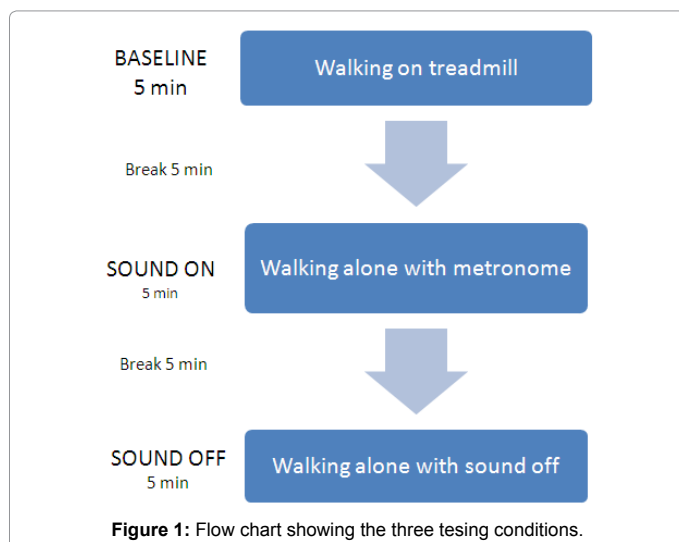 BASELINE
5 min
Walking on treadmill
Break 5 min
SOUND ON
5 min
Walking alone with metronome
Break 5 min
SOUND OFF
5 min
Walking alone with sound off
Figure 1: Flow chart showing the three tesing conditions.